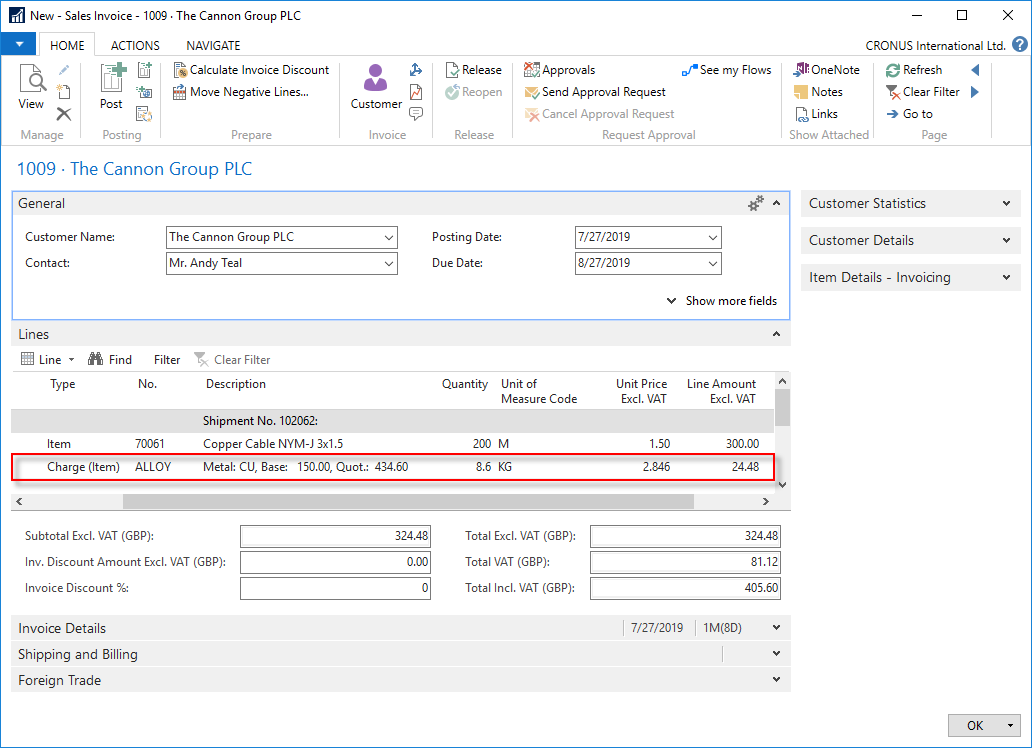 New - Sales Invoice - 1009 · The Cannon Group PLC
HOME ACTIONS NAVIGATE CRONUS International Ltd. ?
View Post Calculate Invoice Discount Customer Release Approvals See my Flows OneNote Refresh
Move Negative Lines... Reopen Send Approval Request Notes Clear Filter
Cancel Approval Request Links Go to
Manage Posting Prepare Invoice Release Request Approval Show Attached Page
1009 · The Cannon Group PLC
General
Customer Name: The Cannon Group PLC Posting Date: 7/27/2019
Contact: Mr. Andy Teal Due Date: 8/27/2019
Show more fields
Customer Statistics
Customer Details
Item Details - Invoicing
Lines
Line Find Filter Clear Filter
Type No. Description Quantity Unit of Measure Code Unit Price Excl. VAT Line Amount Excl. VAT
Shipment No. 102062:
Item 70061 Copper Cable NYM-J 3x1.5 200 M 1.50 300.00
Charge (Item) ALLOY Metal: CU, Base: 150.00, Quot.: 434.60 8.6 KG 2.846 24.48
Subtotal Excl. VAT (GBP): 324.48 Total Excl. VAT (GBP): 324.48
Inv. Discount Amount Excl. VAT (GBP): 0.00 Total VAT (GBP): 81.12
Invoice Discount %: 0 Total Incl. VAT (GBP): 405.60
Invoice Details 7/27/2019 1M(8D)
Shipping and Billing
Foreign Trade
OK